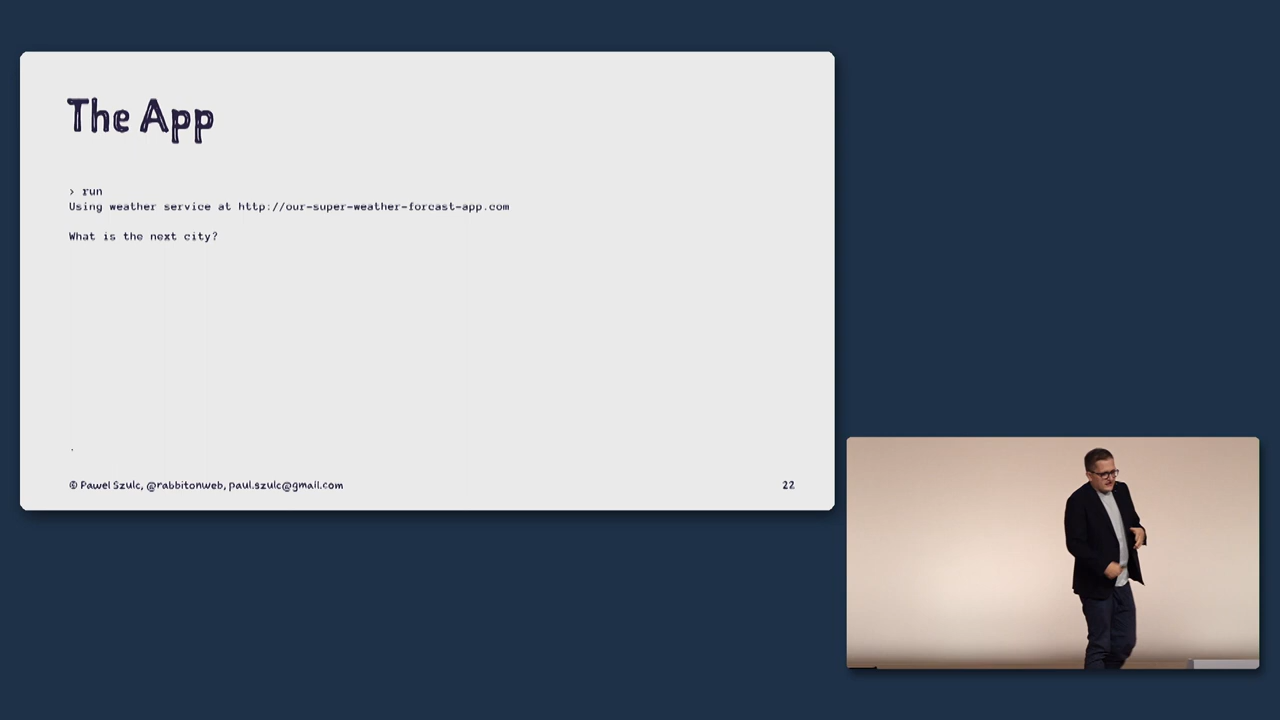 The App
> run
Using weather service at http://our-super-weather-forcast-app.com
What is the next city?
.
© Pawel Szulc, @rabbitonweb, paul.szulc@gmail.com
22